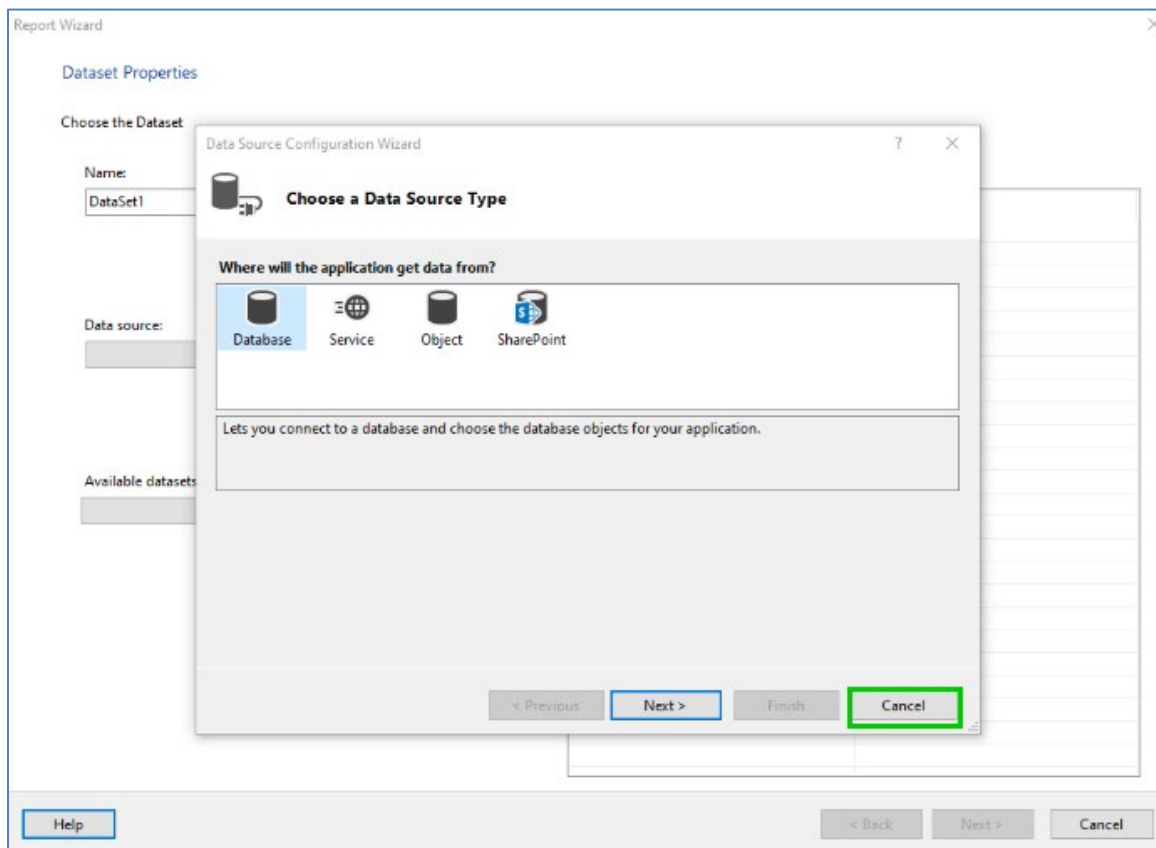 Report Wizard
Dataset Properties
Choose the Dataset
Name:
DataSet1
Data source:
Available datasets
Data Source Configuration Wizard
?
Choose a Data Source Type
Where will the application get data from?
Database Service Object SharePoint
Lets you connect to a database and choose the database objects for your application.
< Previous Next > Finish Cancel
Help < Back Next > Cancel